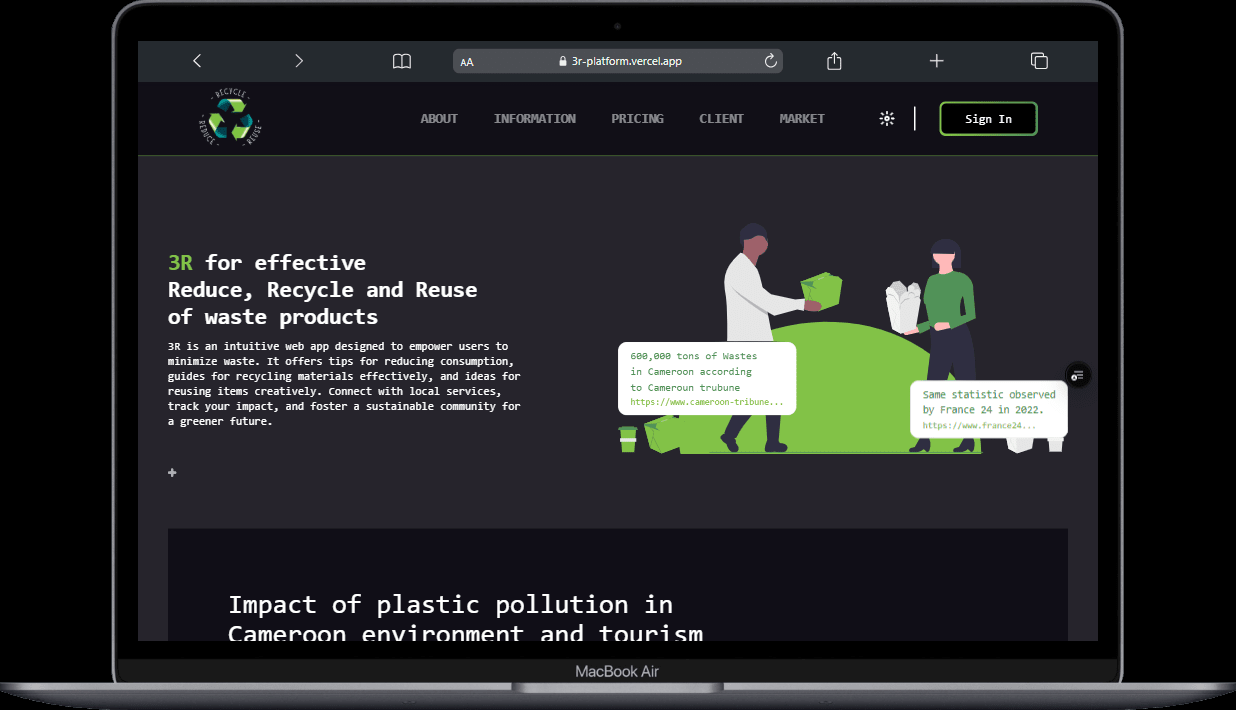 AA
3r-platform.vercel.app
RECYCLE
REDUCE
REUSE
ABOUT INFORMATION PRICING CLIENT MARKET
Sign In
3R for effective
Reduce, Recycle and Reuse
of waste products
3R is an intuitive web app designed to empower users to
minimize waste. It offers tips for reducing consumption,
guides for recycling materials effectively, and ideas for
reusing items creatively. Connect with local services,
track your impact, and foster a sustainable community for
a greener future.
600,000 tons of Wastes
in Cameroon according
to Cameroun trubune
https://www.cameroon-tribune...
Same statistic observed
by France 24 in 2022.
https://www.france24...
Impact of plastic pollution in
Cameroon environment and tourism
MacBook Air